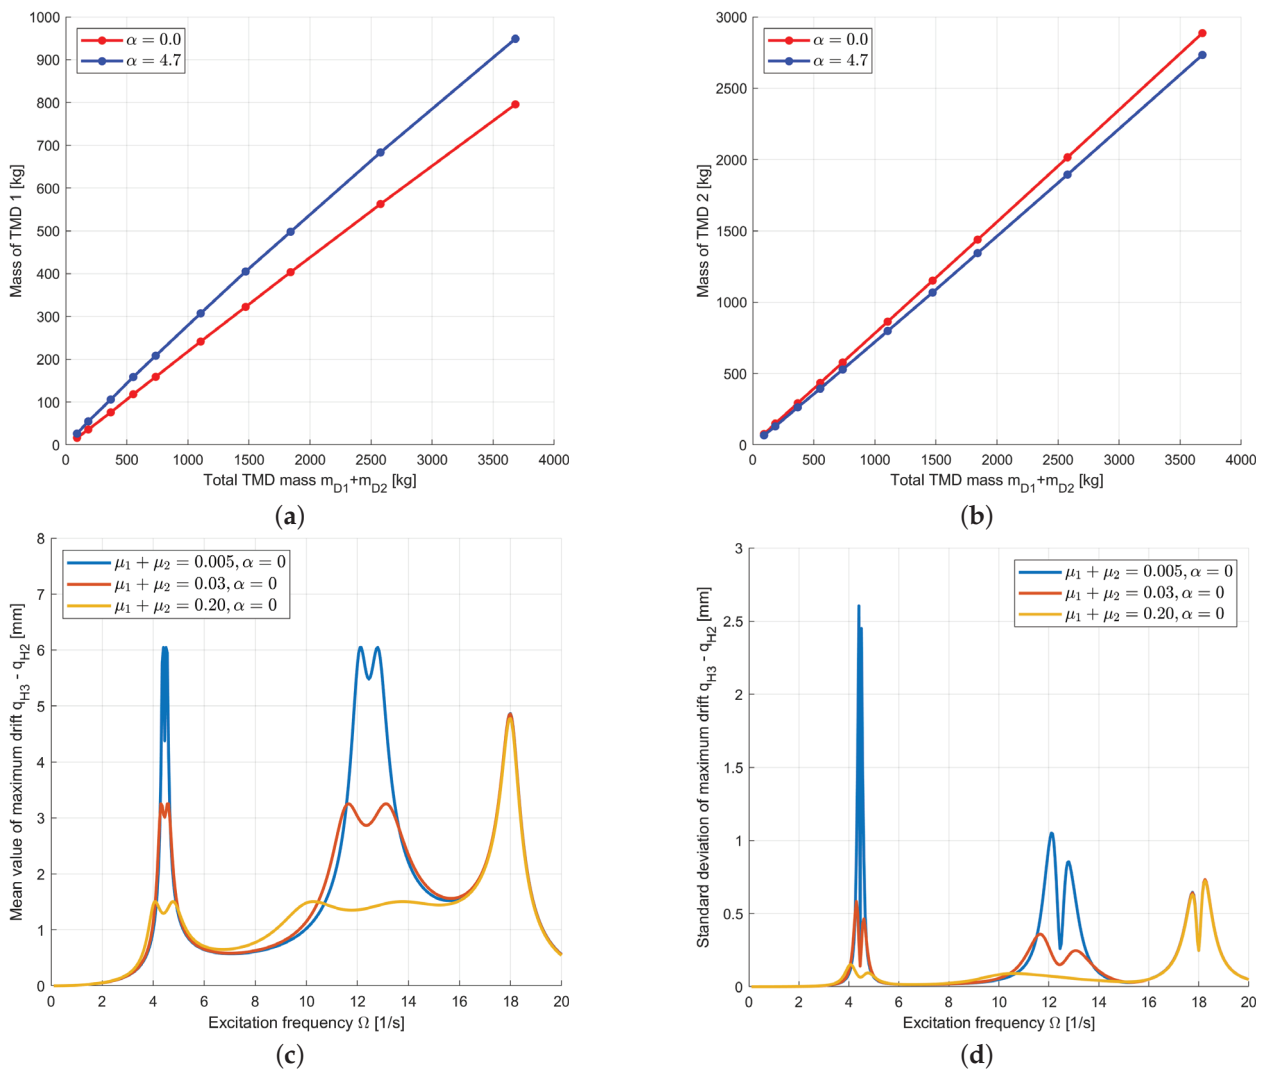 1000
900
800
700
600
500
400
300
200
100
0
Mass of TMD 1 [kg]
α = 0.0
α = 4.7
0 500 1000 1500 2000 2500 3000 3500 4000
Total TMD mass m_D1+m_D2 [kg]
(a)
3000
2500
2000
1500
1000
500
0
Mass of TMD 2 [kg]
α = 0.0
α = 4.7
0 500 1000 1500 2000 2500 3000 3500 4000
Total TMD mass m_D1+m_D2 [kg]
(b)
8
7
6
5
4
3
2
1
0
Mean value of maximum drift q_H3 - q_H2 [mm]
μ₁ + μ₂ = 0.005, α = 0
μ₁ + μ₂ = 0.03, α = 0
μ₁ + μ₂ = 0.20, α = 0
0 2 4 6 8 10 12 14 16 18 20
Excitation frequency Ω [1/s]
(c)
3
2.5
2
1.5
1
0.5
0
Standard deviation of maximum drift q_H3 - q_H2 [mm]
μ₁ + μ₂ = 0.005, α = 0
μ₁ + μ₂ = 0.03, α = 0
μ₁ + μ₂ = 0.20, α = 0
0 2 4 6 8 10 12 14 16 18 20
Excitation frequency Ω [1/s]
(d)